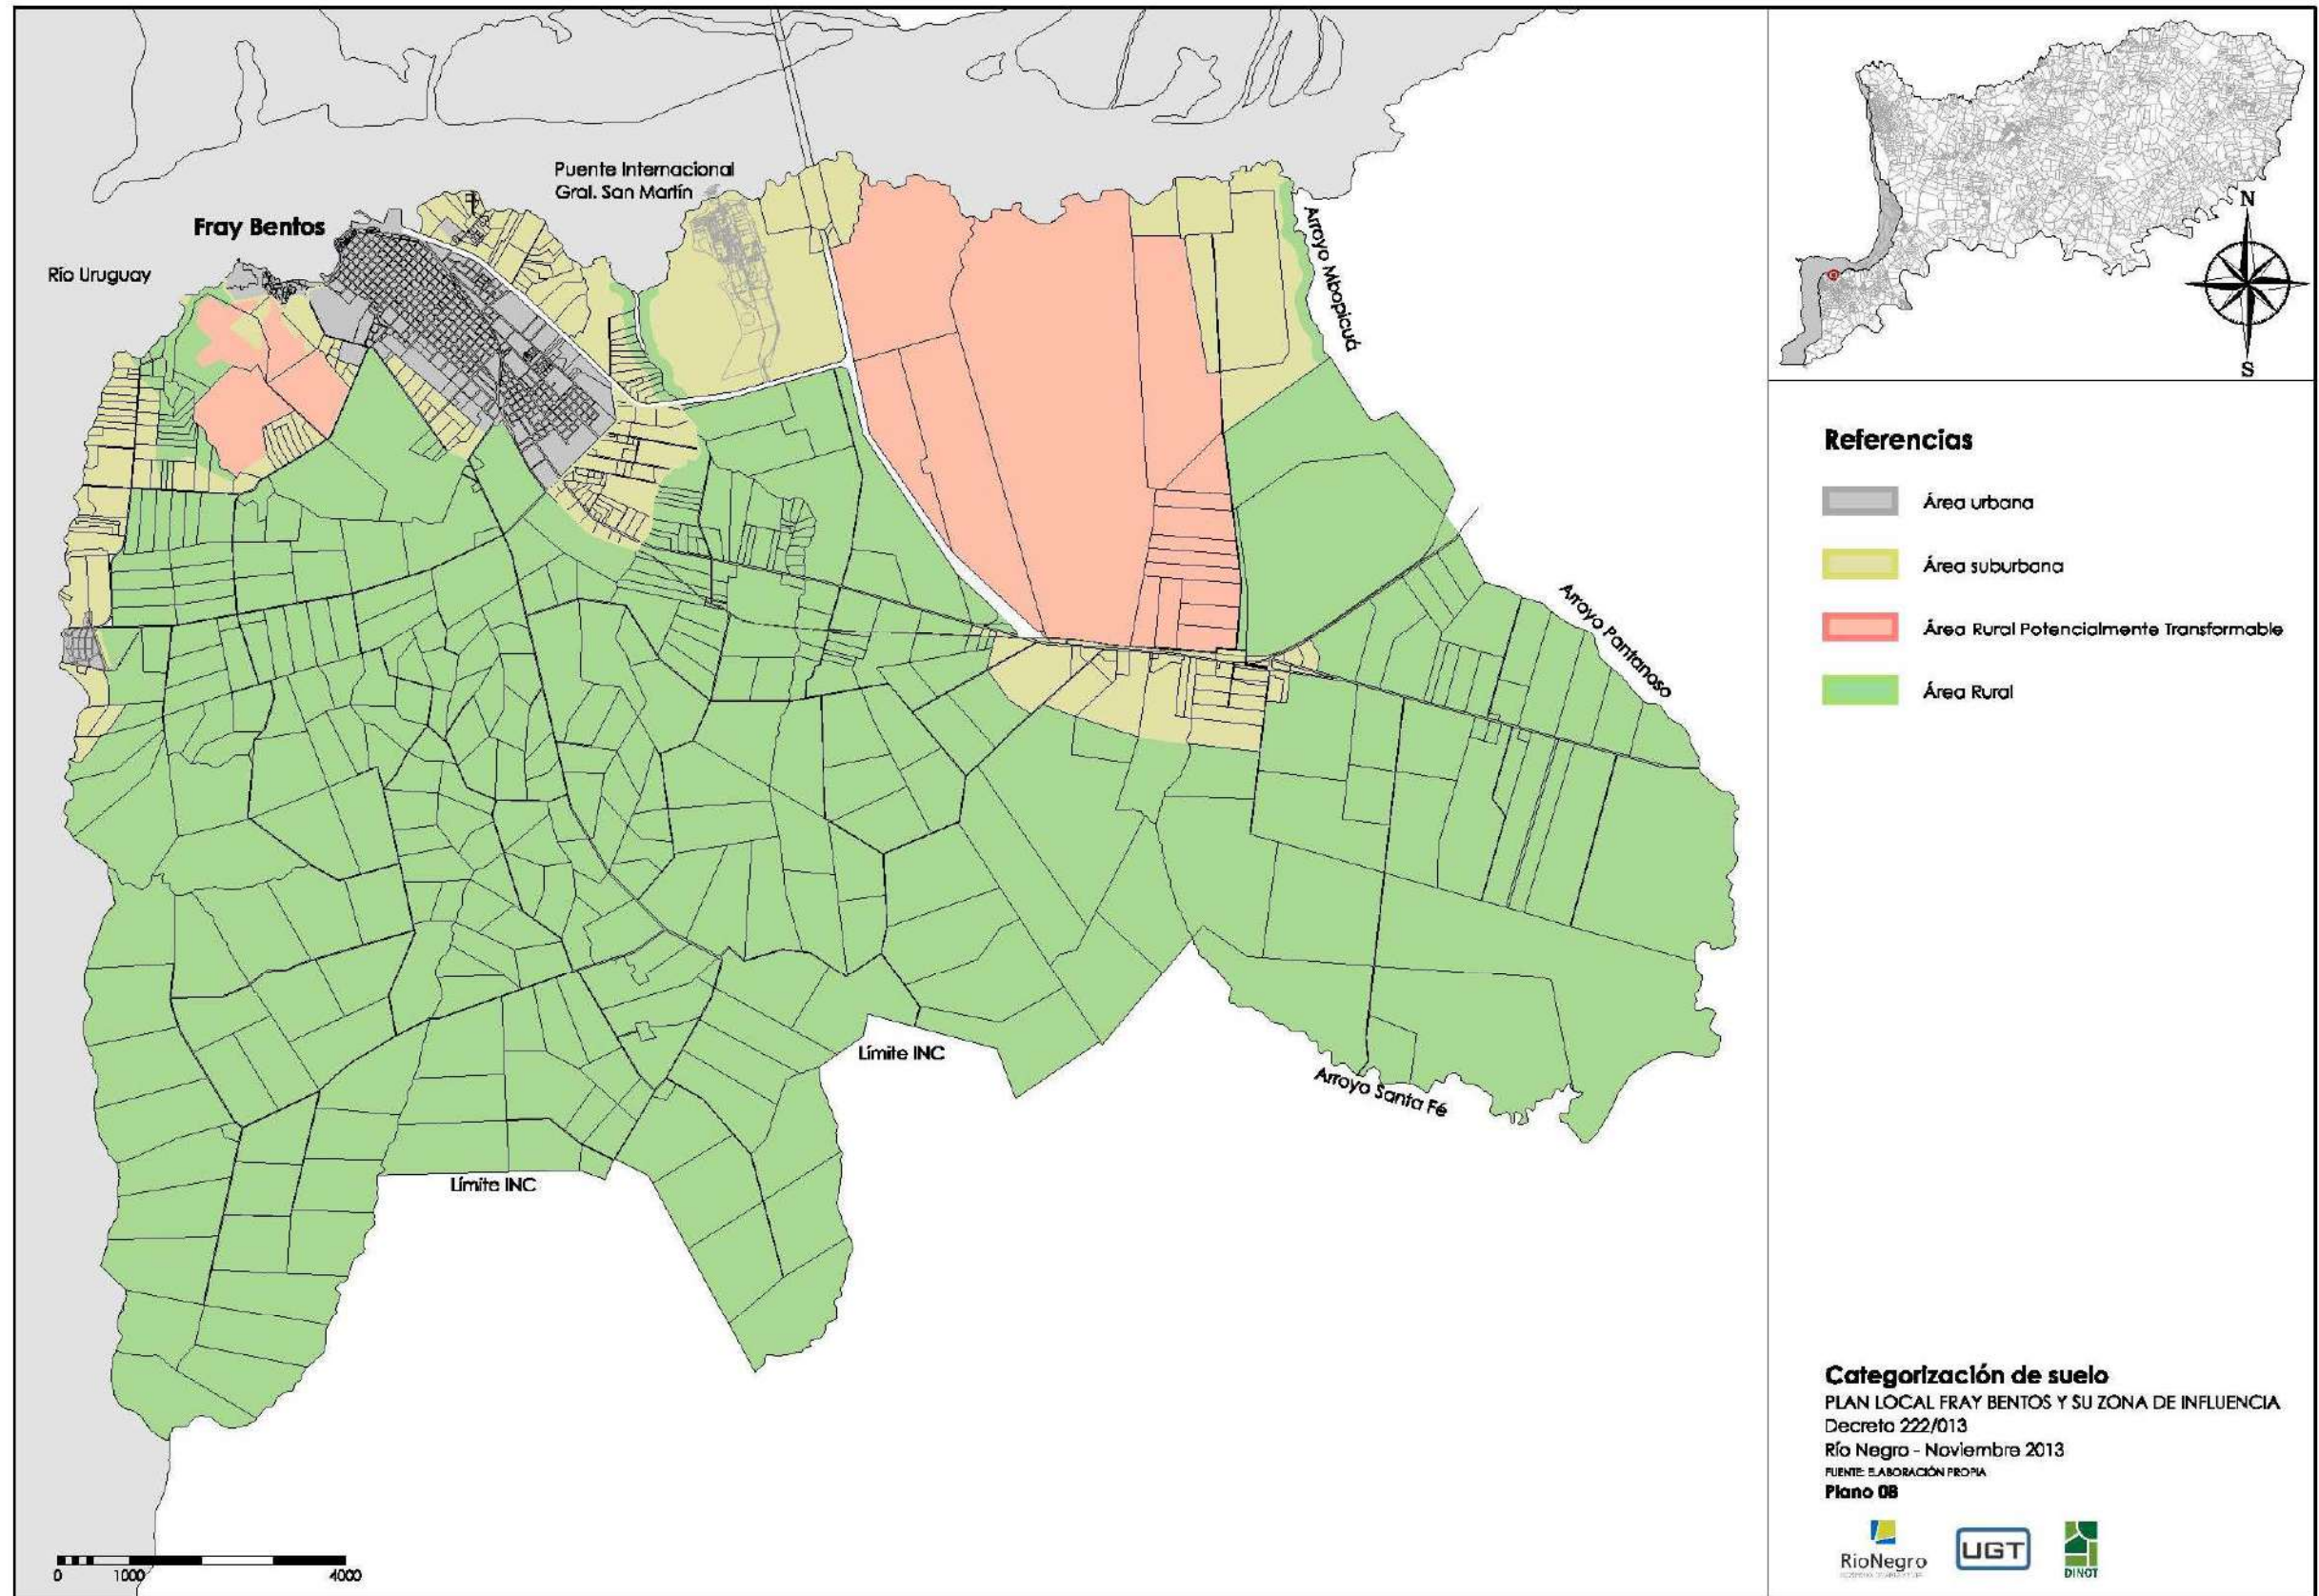 Puente Internacional
Gral. San Martín
Fray Bentos
Río Uruguay
Arroyo Mbopicuá
Arroyo Pantanoso
Límite INC
Arroyo Santa Fé
Límite INC
0 1000 4000
N
S
Referencias
Área urbana
Área suburbana
Área Rural Potencialmente Transformable
Área Rural
Categorización de suelo
PLAN LOCAL FRAY BENTOS Y SU ZONA DE INFLUENCIA
Decreto 222/013
Río Negro - Noviembre 2013
FUENTE: ELABORACIÓN PROPIA
Plano 08
RioNegro
UGT
DINOT